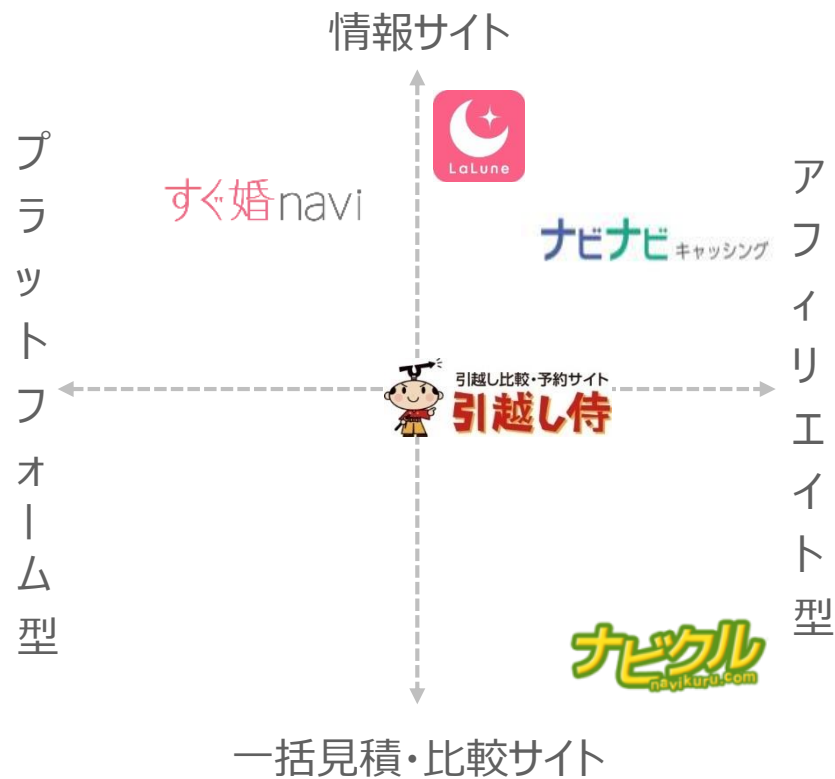 情報サイト
LaLune
プラットフォーム型
すぐ婚navi
アフィリエイト型
ナビナビキャッシング
引越し比較・予約サイト
引越し侍
ナビクル
navikuru.com
一括見積・比較サイト